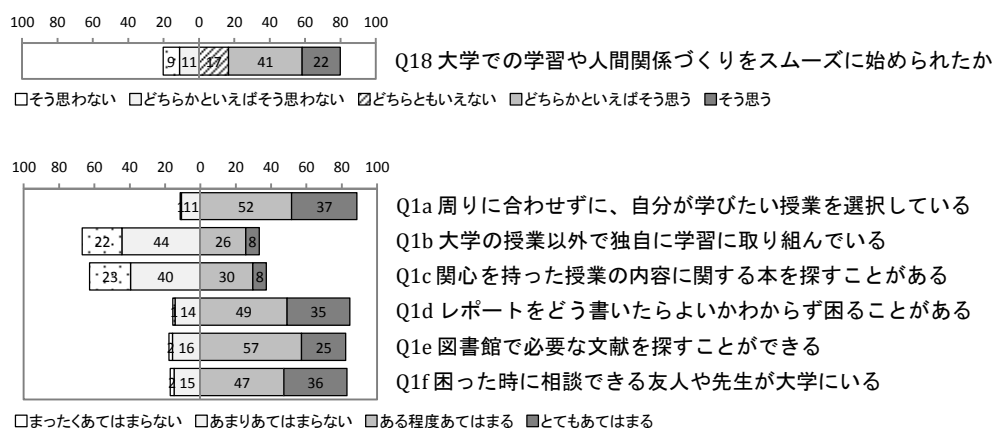 100 80 60 40 20 0 20 40 60 80 100
9 11 17 41 22 Q18 大学での学習や人間関係づくりをスムーズに始められたか
□そう思わない □どちらかといえばそう思わない どちらともいえない どちらかといえばそう思う ■そう思う
100 80 60 40 20 0 20 40 60 80 100
1 11 52 37 Q1a 周りに合わせずに、自分が学びたい授業を選択している
22 44 26 8 Q1b 大学の授業以外で独自に学習に取り組んでいる
23 40 30 8 Q1c 関心を持った授業の内容に関する本を探すことがある
1 14 49 35 Q1d レポートをどう書いたらよいかわからず困ることがある
2 16 57 25 Q1e 図書館で必要な文献を探すことができる
2 15 47 36 Q1f 困った時に相談できる友人や先生が大学にいる
□まったくあてはまらない □あまりあてはまらない ■ある程度あてはまる ■とてもあてはまる